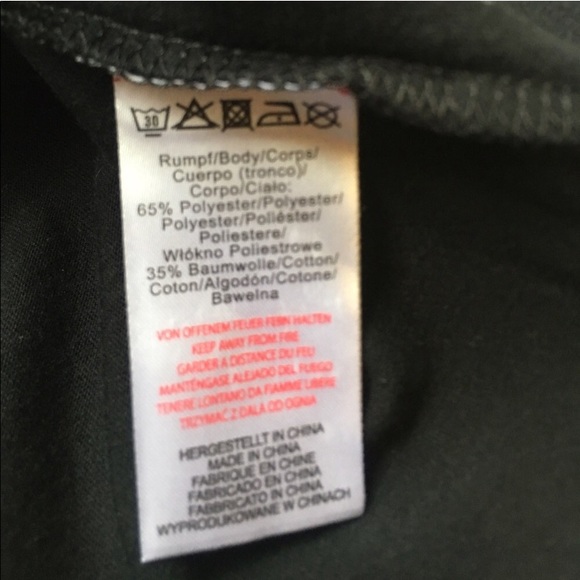 30
Rumpf/Body/Corps/
Cuerpo (tronco)/
Corpo/Ciało:
65% Polyester/Polyester/
Polyester/Poliéster/
Poliestere/
Włókno Poliestrowe
35% Baumwolle/Cotton/
Coton/Algodón/Cotone/
Bawełna
VON OFFENEM FEUER FERN HALTEN
KEEP AWAY FROM FIRE
GARDER A DISTANCE DU FEU
MANTÉNGASE ALEJADO DEL FUEGO
TENERE LONTANO DA FIAMME LIBERE
TRZYMAĆ Z DALA OD OGNIA
HERGESTELLT IN CHINA
MADE IN CHINA
FABRIQUE EN CHINE
FABRICADO EN CHINA
FABBRICATO IN CHINA
WYPRODUKOWANE W CHINACH